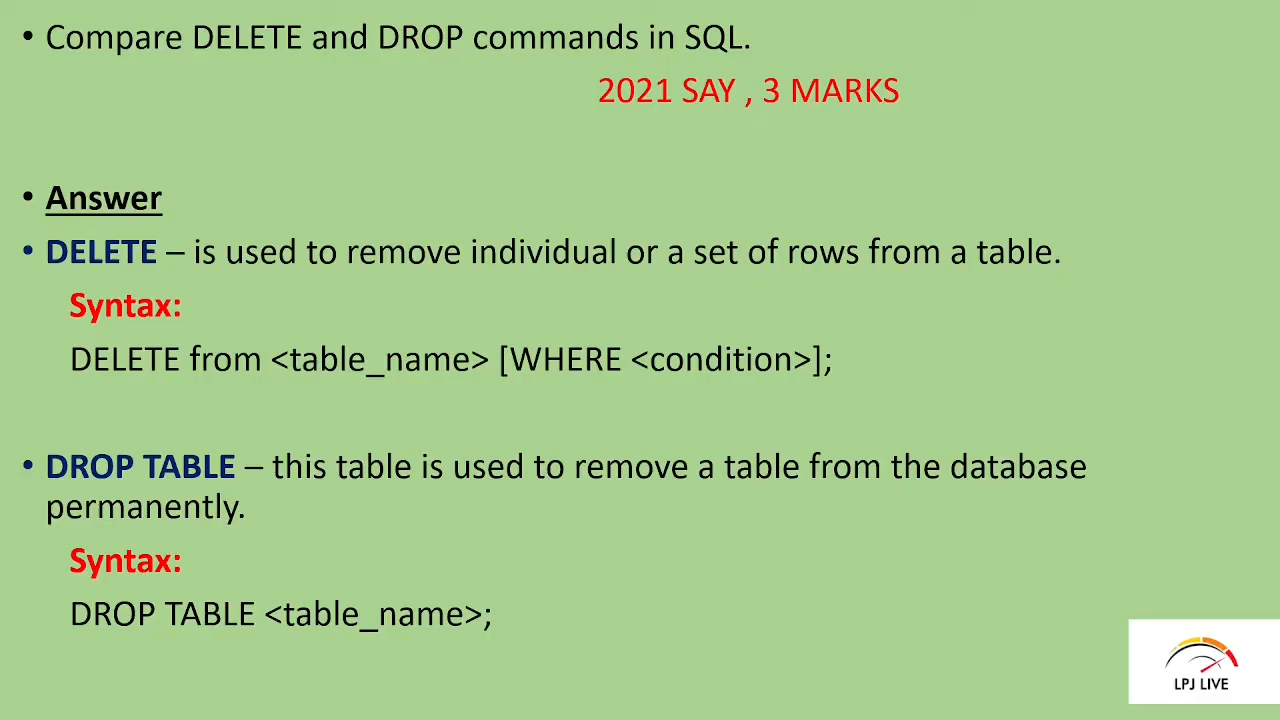 • Compare DELETE and DROP commands in SQL.
2021 SAY , 3 MARKS
• Answer
• DELETE – is used to remove individual or a set of rows from a table.
Syntax:
DELETE from <table_name> [WHERE <condition>];
• DROP TABLE – this table is used to remove a table from the database
permanently.
Syntax:
DROP TABLE <table_name>;
LPJ LIVE